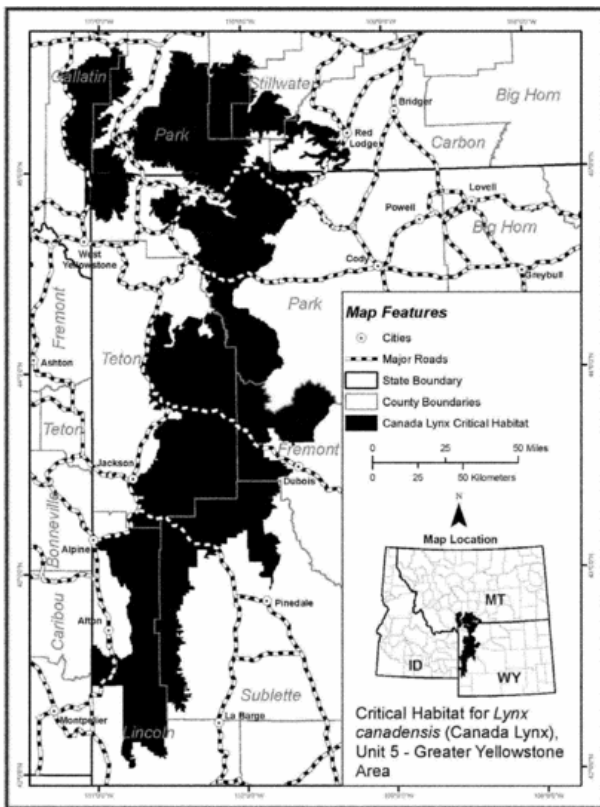 Gallatin
Stillwater
Big Horn
Bridger
Park
Red
Lodge
Carbon
Lovell
Powell
Big Horn
West
Yellowstone
Cody
Greybull
Park
Fremont
Map Features
Cities
Major Roads
State Boundary
County Boundaries
Canada Lynx Critical Habitat
Ashton
Teton
Teton
Fremont
0 25 50 Miles
0 25 50 Kilometers
Jackson
Dubois
N
Map Location
Bonneville
Alpine
MT
ID
WY
Caribou
Afton
Pinedale
Sublette
Montpelier
Lincoln
La Barge
Critical Habitat for Lynx
canadensis (Canada Lynx),
Unit 5 - Greater Yellowstone
Area